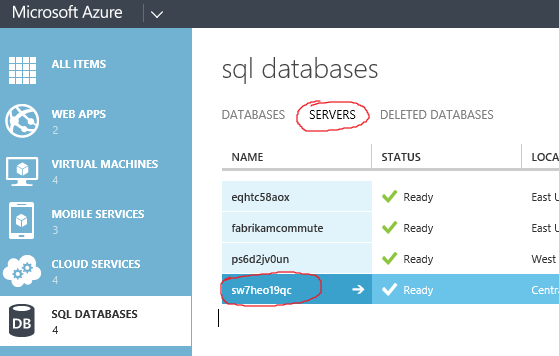 Microsoft Azure
ALL ITEMS
WEB APPS
2
VIRTUAL MACHINES
4
MOBILE SERVICES
3
CLOUD SERVICES
4
DB
SQL DATABASES
4
sql databases
DATABASES SERVERS DELETED DATABASES
NAME STATUS LOCA
eqhtc58aox Ready East U
fabrikamcommute Ready East U
ps6d2jv0un Ready West
sw7heo19qc Ready Centra